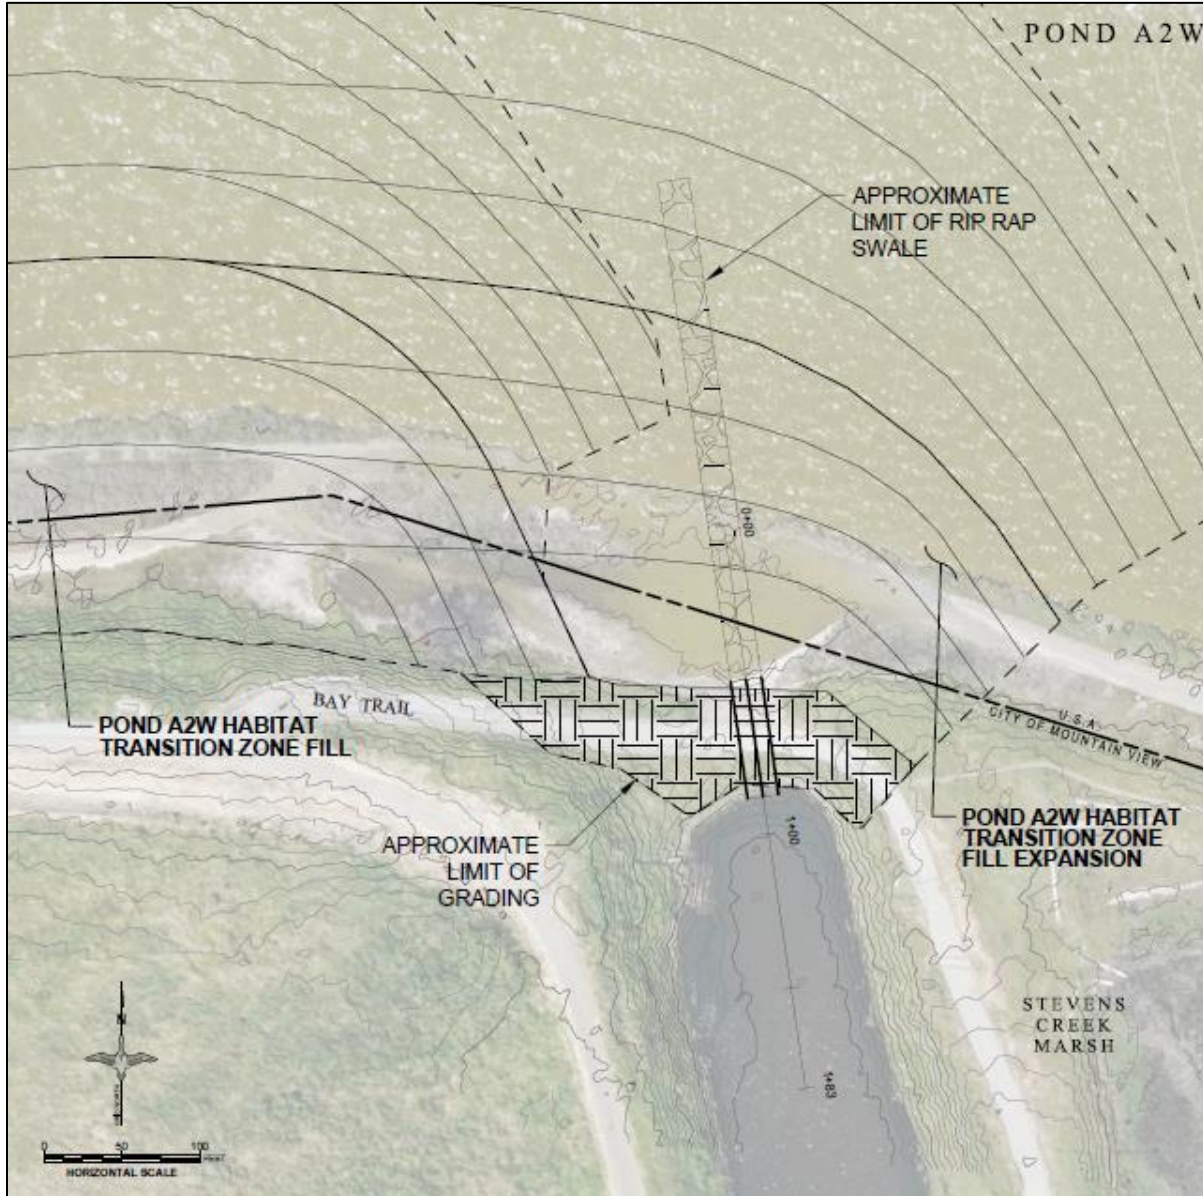 POND A2W
APPROXIMATE
LIMIT OF RIP RAP
SWALE
0+00
BAY TRAIL
POND A2W HABITAT
TRANSITION ZONE FILL
U.S.A.
CITY OF MOUNTAIN VIEW
APPROXIMATE
LIMIT OF
GRADING
1+00
POND A2W HABITAT
TRANSITION ZONE
FILL EXPANSION
STEVENS
CREEK
MARSH
1+83
N
0 50 100
FEET
HORIZONTAL SCALE